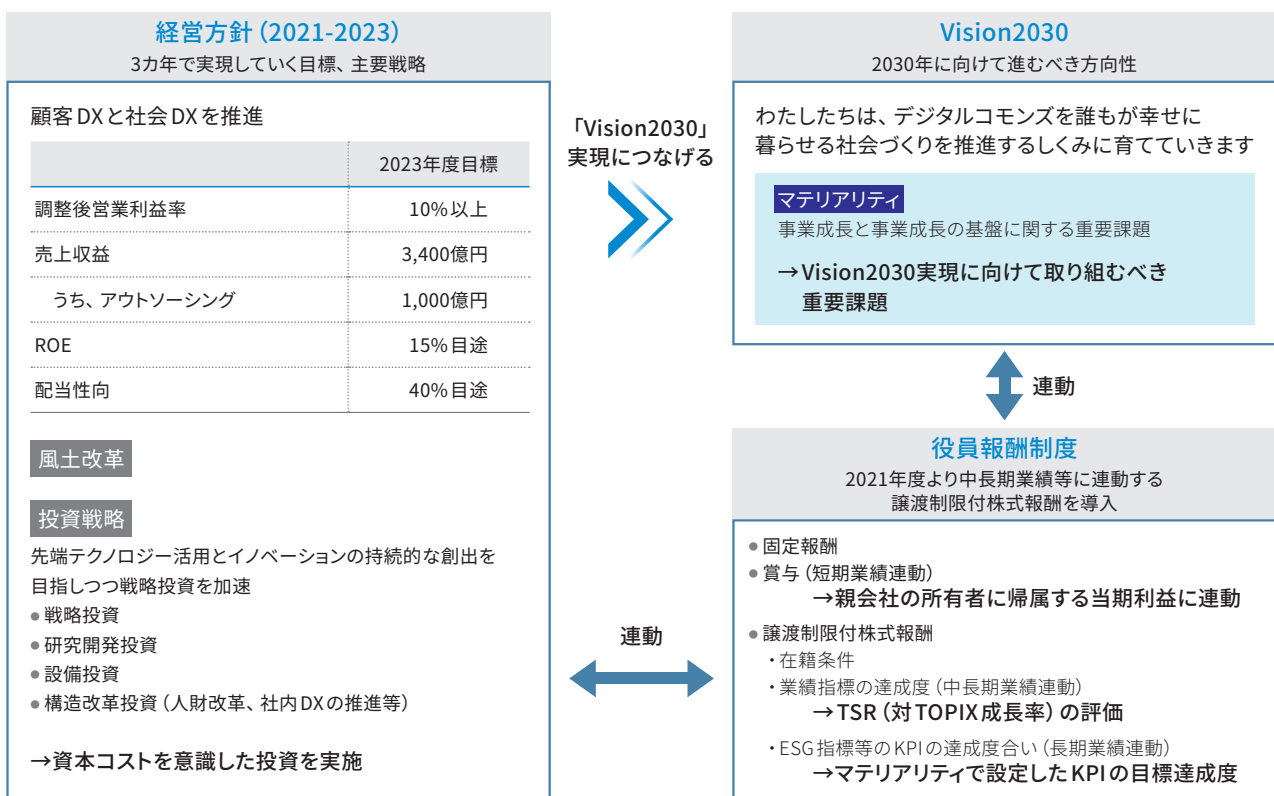 経営方針（2021-2023）
3カ年で実現していく目標、主要戦略
顧客DXと社会DXを推進
2023年度目標
調整後営業利益率 10%以上
売上収益 3,400億円
うち、アウトソーシング 1,000億円
ROE 15%目途
配当性向 40%目途
風土改革
投資戦略
先端テクノロジー活用とイノベーションの持続的な創出を
目指しつつ戦略投資を加速
●戦略投資
●研究開発投資
●設備投資
●構造改革投資（人財改革、社内DXの推進等）
→資本コストを意識した投資を実施
「Vision2030」
実現につなげる
連動
Vision2030
2030年に向けて進むべき方向性
わたしたちは、デジタルコモンズを誰もが幸せに
暮らせる社会づくりを推進するしくみに育てていきます
マテリアリティ
事業成長と事業成長の基盤に関する重要課題
→Vision2030実現に向けて取り組むべき
重要課題
連動
役員報酬制度
2021年度より中長期業績等に連動する
譲渡制限付株式報酬を導入
●固定報酬
●賞与（短期業績連動）
→親会社の所有者に帰属する当期利益に連動
●譲渡制限付株式報酬
・在籍条件
・業績指標の達成度（中長期業績連動）
→TSR（対TOPIX成長率）の評価
・ESG指標等のKPIの達成度合い（長期業績連動）
→マテリアリティで設定したKPIの目標達成度